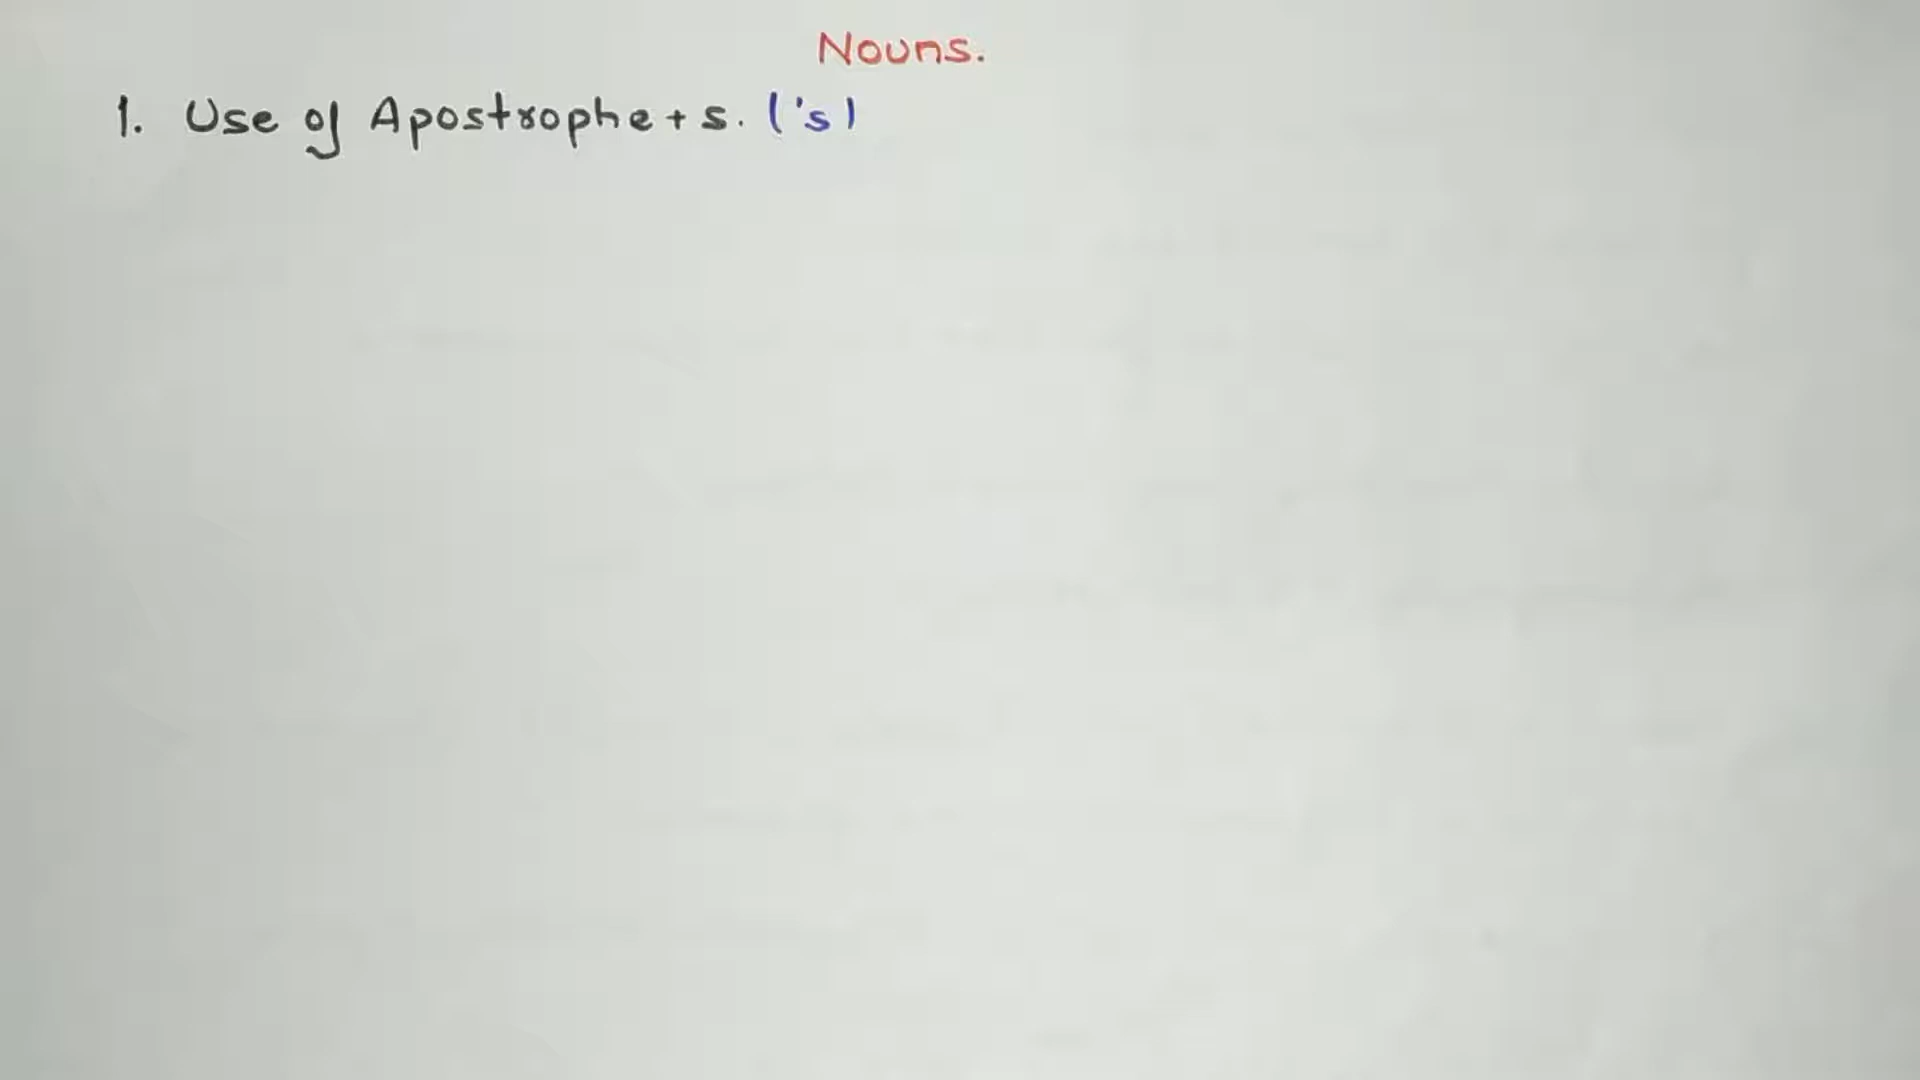 Nouns.
1. Use of Apostrophe + s. ('s)